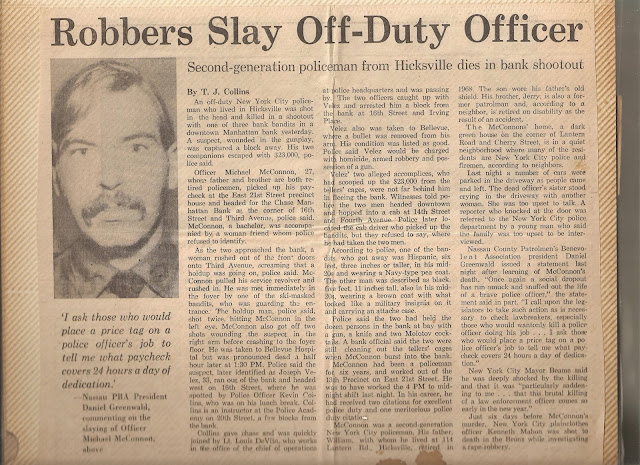 Robbers Slay Off-Duty Officer
Second-generation policeman from Hicksville dies in bank shootout
By T. J. Collins
An off-duty New York City police-
man who lived in Hicksville was shot
in the head and killed in a shootout
with one of three bank bandits in a
downtown Manhattan bank yesterday.
A suspect, wounded in the gunplay,
was captured a block away. His two
companions escaped with $23,000, po-
lice said.
Officer Michael McConnon, 27,
whose father and brother are both re-
tired policemen, picked up his pay-
check at the East 21st Street precinct
house and headed for the Chase Man-
hattan Bank at the corner of 16th
Street and Third Avenue, police said.
McConnon, a bachelor, was accom-
panied by a woman friend whom police
refused to identify.
As the two approached the bank, a
woman rushed out of the front doors
onto Third Avenue, screaming that a
holdup was going on, police said. Mc-
Connon pulled his service revolver and
rushed in. He was met immediately in
the foyer by one of the ski-masked
bandits, who was guarding the en-
trance. The holdup man, police said,
shot twice, hitting McConnon in the
left eye. McConnon also got off two
shots wounding the suspect in the
right arm before crashing to the foyer
floor. He was taken to Bellevue Hospi-
tal but was pronounced dead a half
hour later at 1:30 PM. Police said the
suspect, later identified as Joseph Ve-
lez, 33, ran out of the bank and headed
west on 16th Street, where he was
spotted by Police Officer Kevin Col-
lins, who was on his lunch break. Col-
lins is an instructor at the Police Acad-
emy on 20th Street, a few blocks from
the bank.
Collins gave chase and was quickly
joined by Lt. Louis DeVito, who works
in the office of the chief of operations
at police headquarters and was passing
by. The two officers caught up with
Velez and arrested him a block from
the bank at 16th Street and Irving
Place.
Velez also was taken to Bellevue,
where a bullet was removed from his
arm. His condition was listed as good.
Police said Velez would be charged
with homicide, armed robbery and pos-
session of a gun.
Velez' two alleged accomplices, who
had scooped up the $23,000 from the
tellers' cages, were not far behind him
in fleeing the bank. Witnesses told po-
lice the two men headed downtown
and hopped into a cab at 14th Street
and Fourth Avenue. Police later lo-
cated the cab driver who picked up the
bandits, but they refused to say, where
he had taken the two men.
According to police, one of the ban-
dits, who got away was Hispanic, six
feet, three inches or taller, in his mid-
20s and wearing a Navy-type pea coat.
The other man was described as black,
five feet, 11 inches tall, also in his mid-
20s, wearing a brown coat with what
looked like a military insignia on it
and carrying an attache case.
Police said the two had held the
dozen persons in the bank at bay with
a gun, a knife and two Molotov cock-
tails. A bank official said the two were
still cleaning out the tellers' cages
when McConnon burst into the bank.
McConnon had been a policeman
for six years, and worked out of the
13th Precinct on East 21st Street. He
was to have worked the 4 PM to mid-
night shift last night. In his career, he
had received two citations for excellent
police duty and one meritorious police
duty citation.
McConnon was a second-generation
New York City policeman. His father,
William, with whom he lived at 114
Lantern Rd., Hicksville, retired in
1968. The son wore his father's old
shield. His brother, Jerry, is also a for-
mer patrolman and, according to a
neighbor, is retired on disability as the
result of an accident.
The McConnons' home, a dark
green house on the corner of Lantern
Road and Cherry Street, is in a quiet
neighborhood where many of the resi-
dents are New York City police and
firemen, according to neighbors.
Last night a number of cars were
parked in the driveway as people came
and left. The dead officer's sister stood
crying in the driveway with another
woman. She was too upset to talk. A
reporter who knocked at the door was
referred to the New York City police
department by a young man who said
the family was too upset to be inter-
viewed.
Nassau County Patrolmen's Benevo-
lent Association president Daniel
Greenwald issued a statement last
night after learning of McConnon's
death. "Once again a social dropout
has run amuck and snuffed out the life
of a brave police officer," the state-
ment said in part. "I call upon the leg-
islators to take such action as is neces-
sary to check lawbreakers, especially
those who would wantonly kill a police
officer doing his job . . . I ask those
who would place a price tag on a po-
lice officer's job to tell me what pay-
check covers 24 hours a day of dedica-
tion."
New York City Mayor Beame said
he was deeply shocked by the killing
and that it was "particularly sadden-
ing to me . . . that this brutal killing
of a law enforcement officer comes so
early in the new year."
Just six days before McConnon's
murder, New York City plainclothes
officer Kenneth Mahon was shot to
death in the Bronx while investigating
a rape-robbery.
'I ask those who would
place a price tag on a
police officer's job to
tell me what paycheck
covers 24 hours a day of
dedication.'
—Nassau PBA President
Daniel Greenwald,
commenting on the
slaying of Officer
Michael McConnon,
above